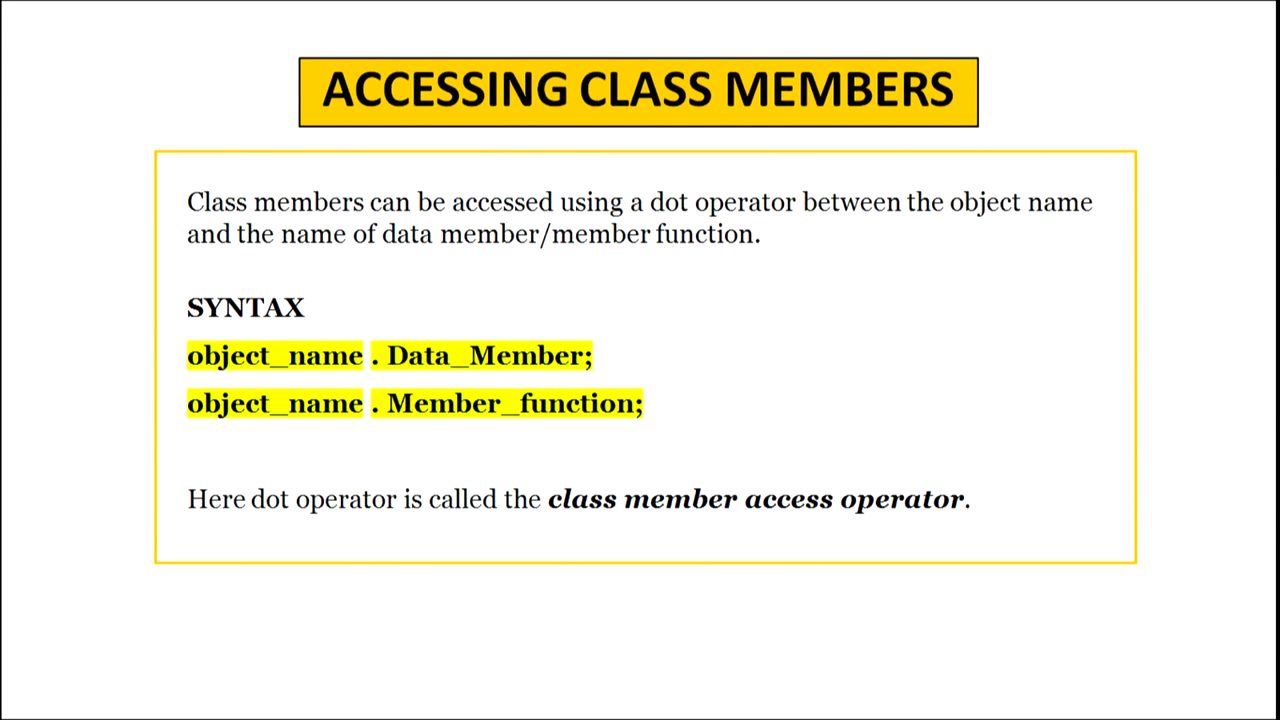 ACCESSING CLASS MEMBERS
Class members can be accessed using a dot operator between the object name
and the name of data member/member function.
SYNTAX
object_name . Data_Member;
object_name . Member_function;
Here dot operator is called the class member access operator.